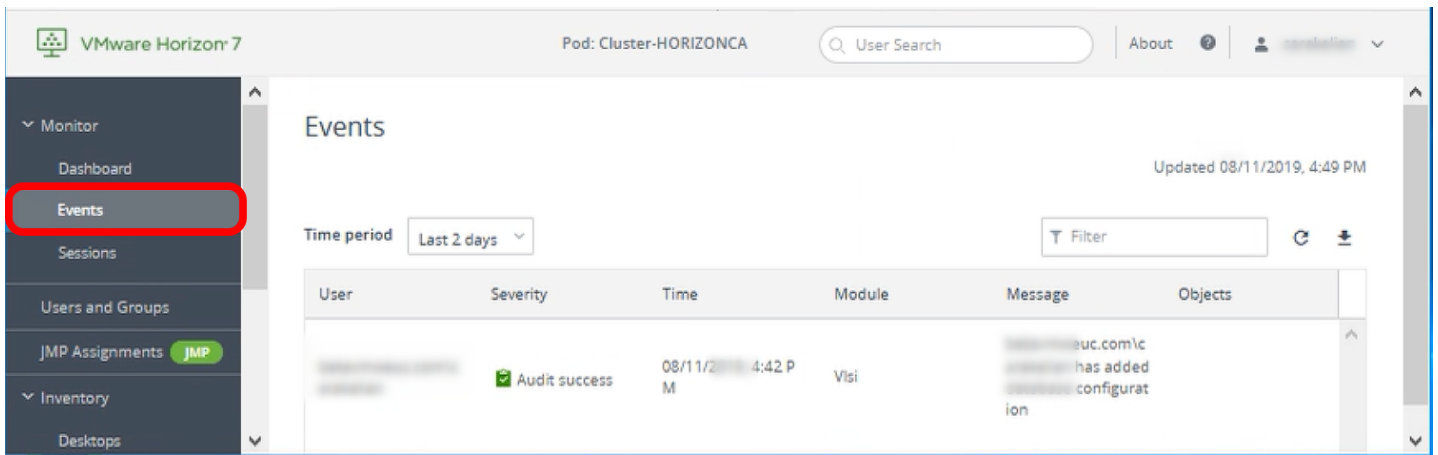 VMware Horizon® 7
Pod: Cluster-HORIZONCA
User Search
About
Monitor
Dashboard
Events
Sessions
Users and Groups
JMP Assignments JMP
Inventory
Desktops
Events
Updated 08/11/2019, 4:49 PM
Time period Last 2 days
Filter
User Severity Time Module Message Objects
Audit success
08/11/2 4:42 P
M
Vlsi
euc.com\c
has added
configurat
ion